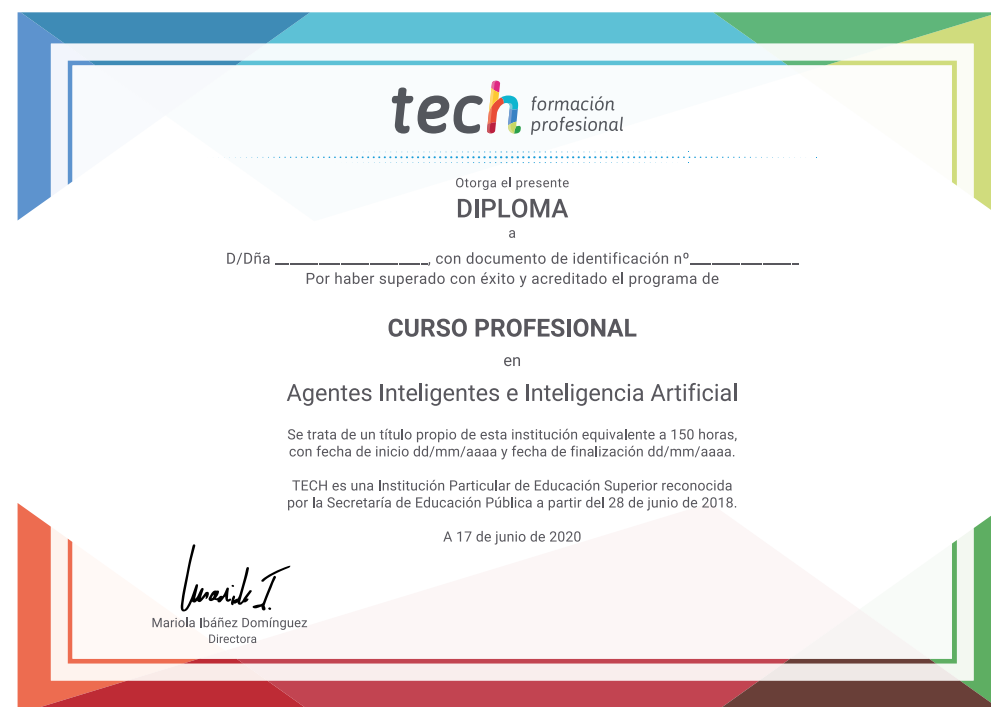 tech formación
profesional
Otorga el presente
DIPLOMA
a
D/Dña ____________________, con documento de identificación nº______________
Por haber superado con éxito y acreditado el programa de
CURSO PROFESIONAL
en
Agentes Inteligentes e Inteligencia Artificial
Se trata de un título propio de esta institución equivalente a 150 horas,
con fecha de inicio dd/mm/aaaa y fecha de finalización dd/mm/aaaa.
TECH es una Institución Particular de Educación Superior reconocida
por la Secretaría de Educación Pública a partir del 28 de junio de 2018.
A 17 de junio de 2020
Mariola I.
Mariola Ibáñez Domínguez
Directora